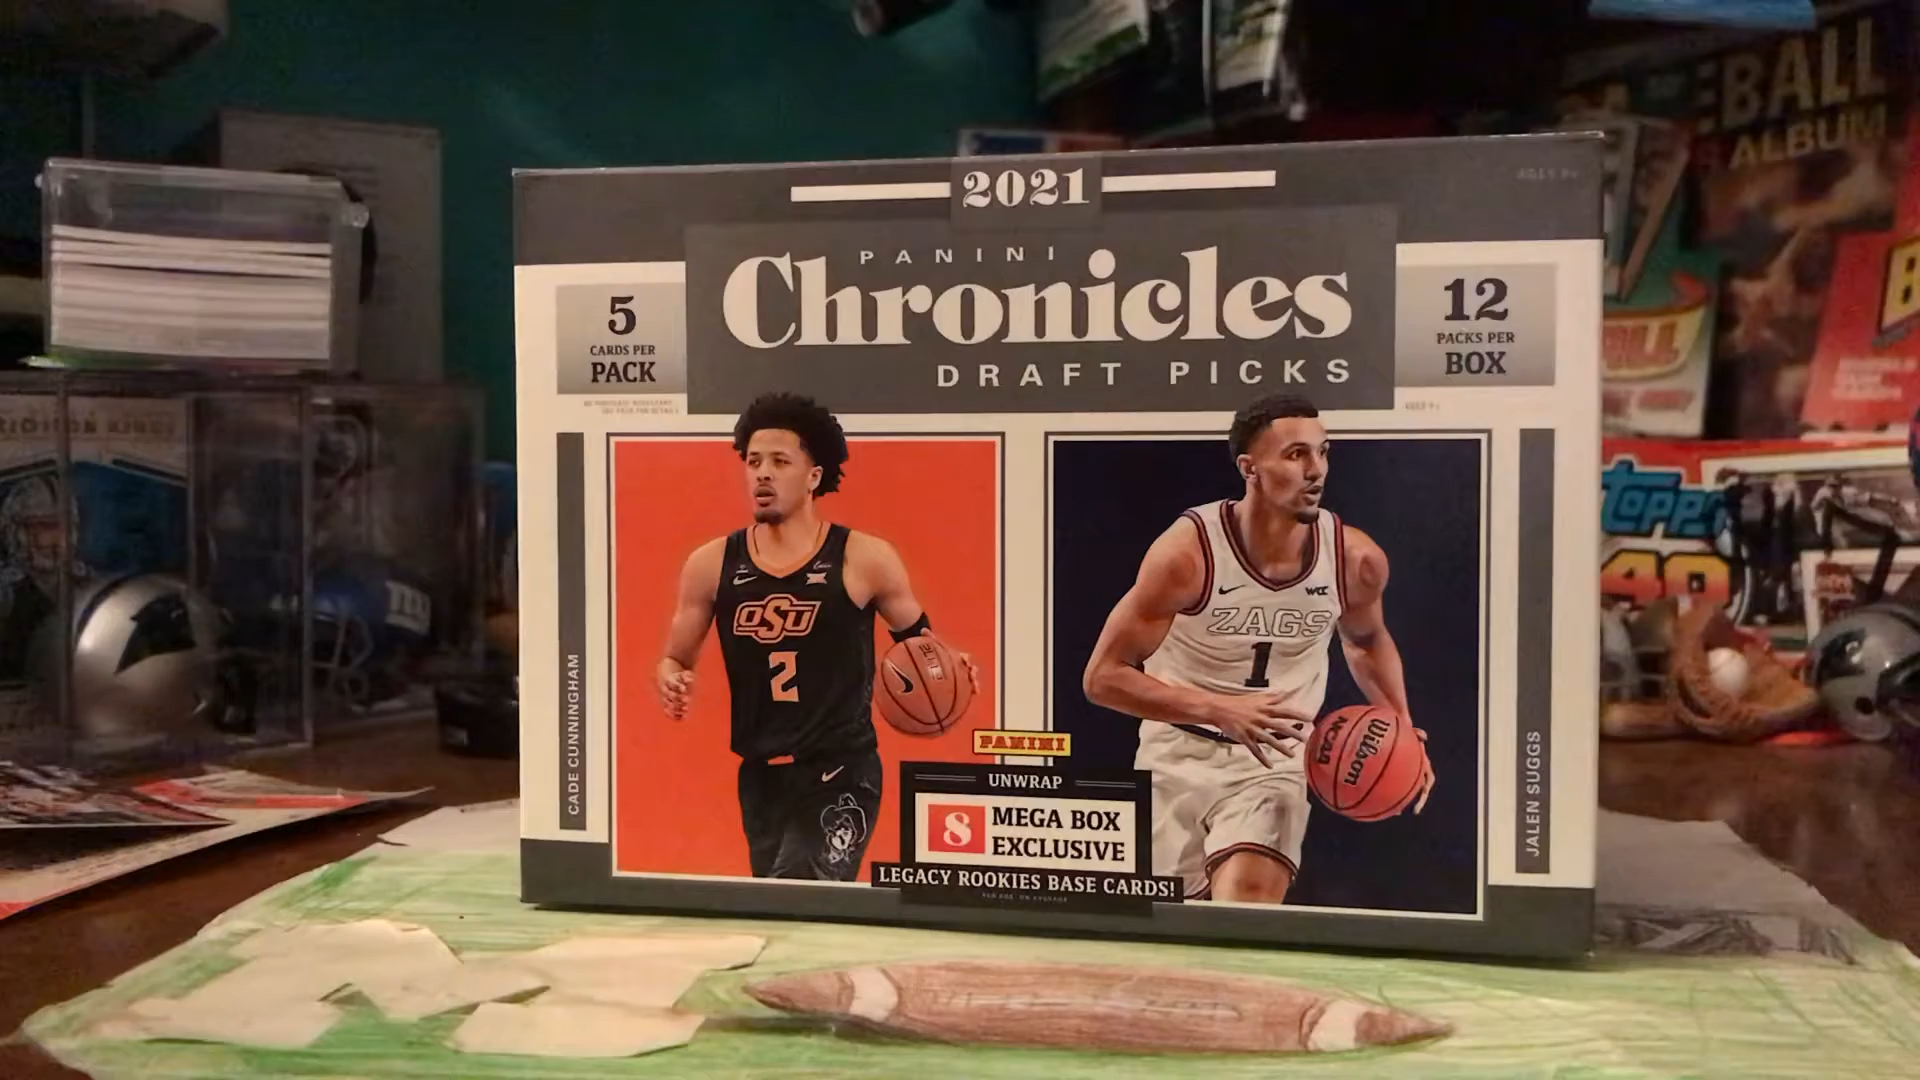 2021
PANINI
Chronicles
DRAFT PICKS
5
CARDS PER
PACK
12
PACKS PER
BOX
CADE CUNNINGHAM
OSU
2
ZAGS
1
Wilson
NCAA
JALEN SUGGS
PANINI
UNWRAP
8
MEGA BOX
EXCLUSIVE
LEGACY ROOKIES BASE CARDS!
BALL
ALBUM
Topps
40